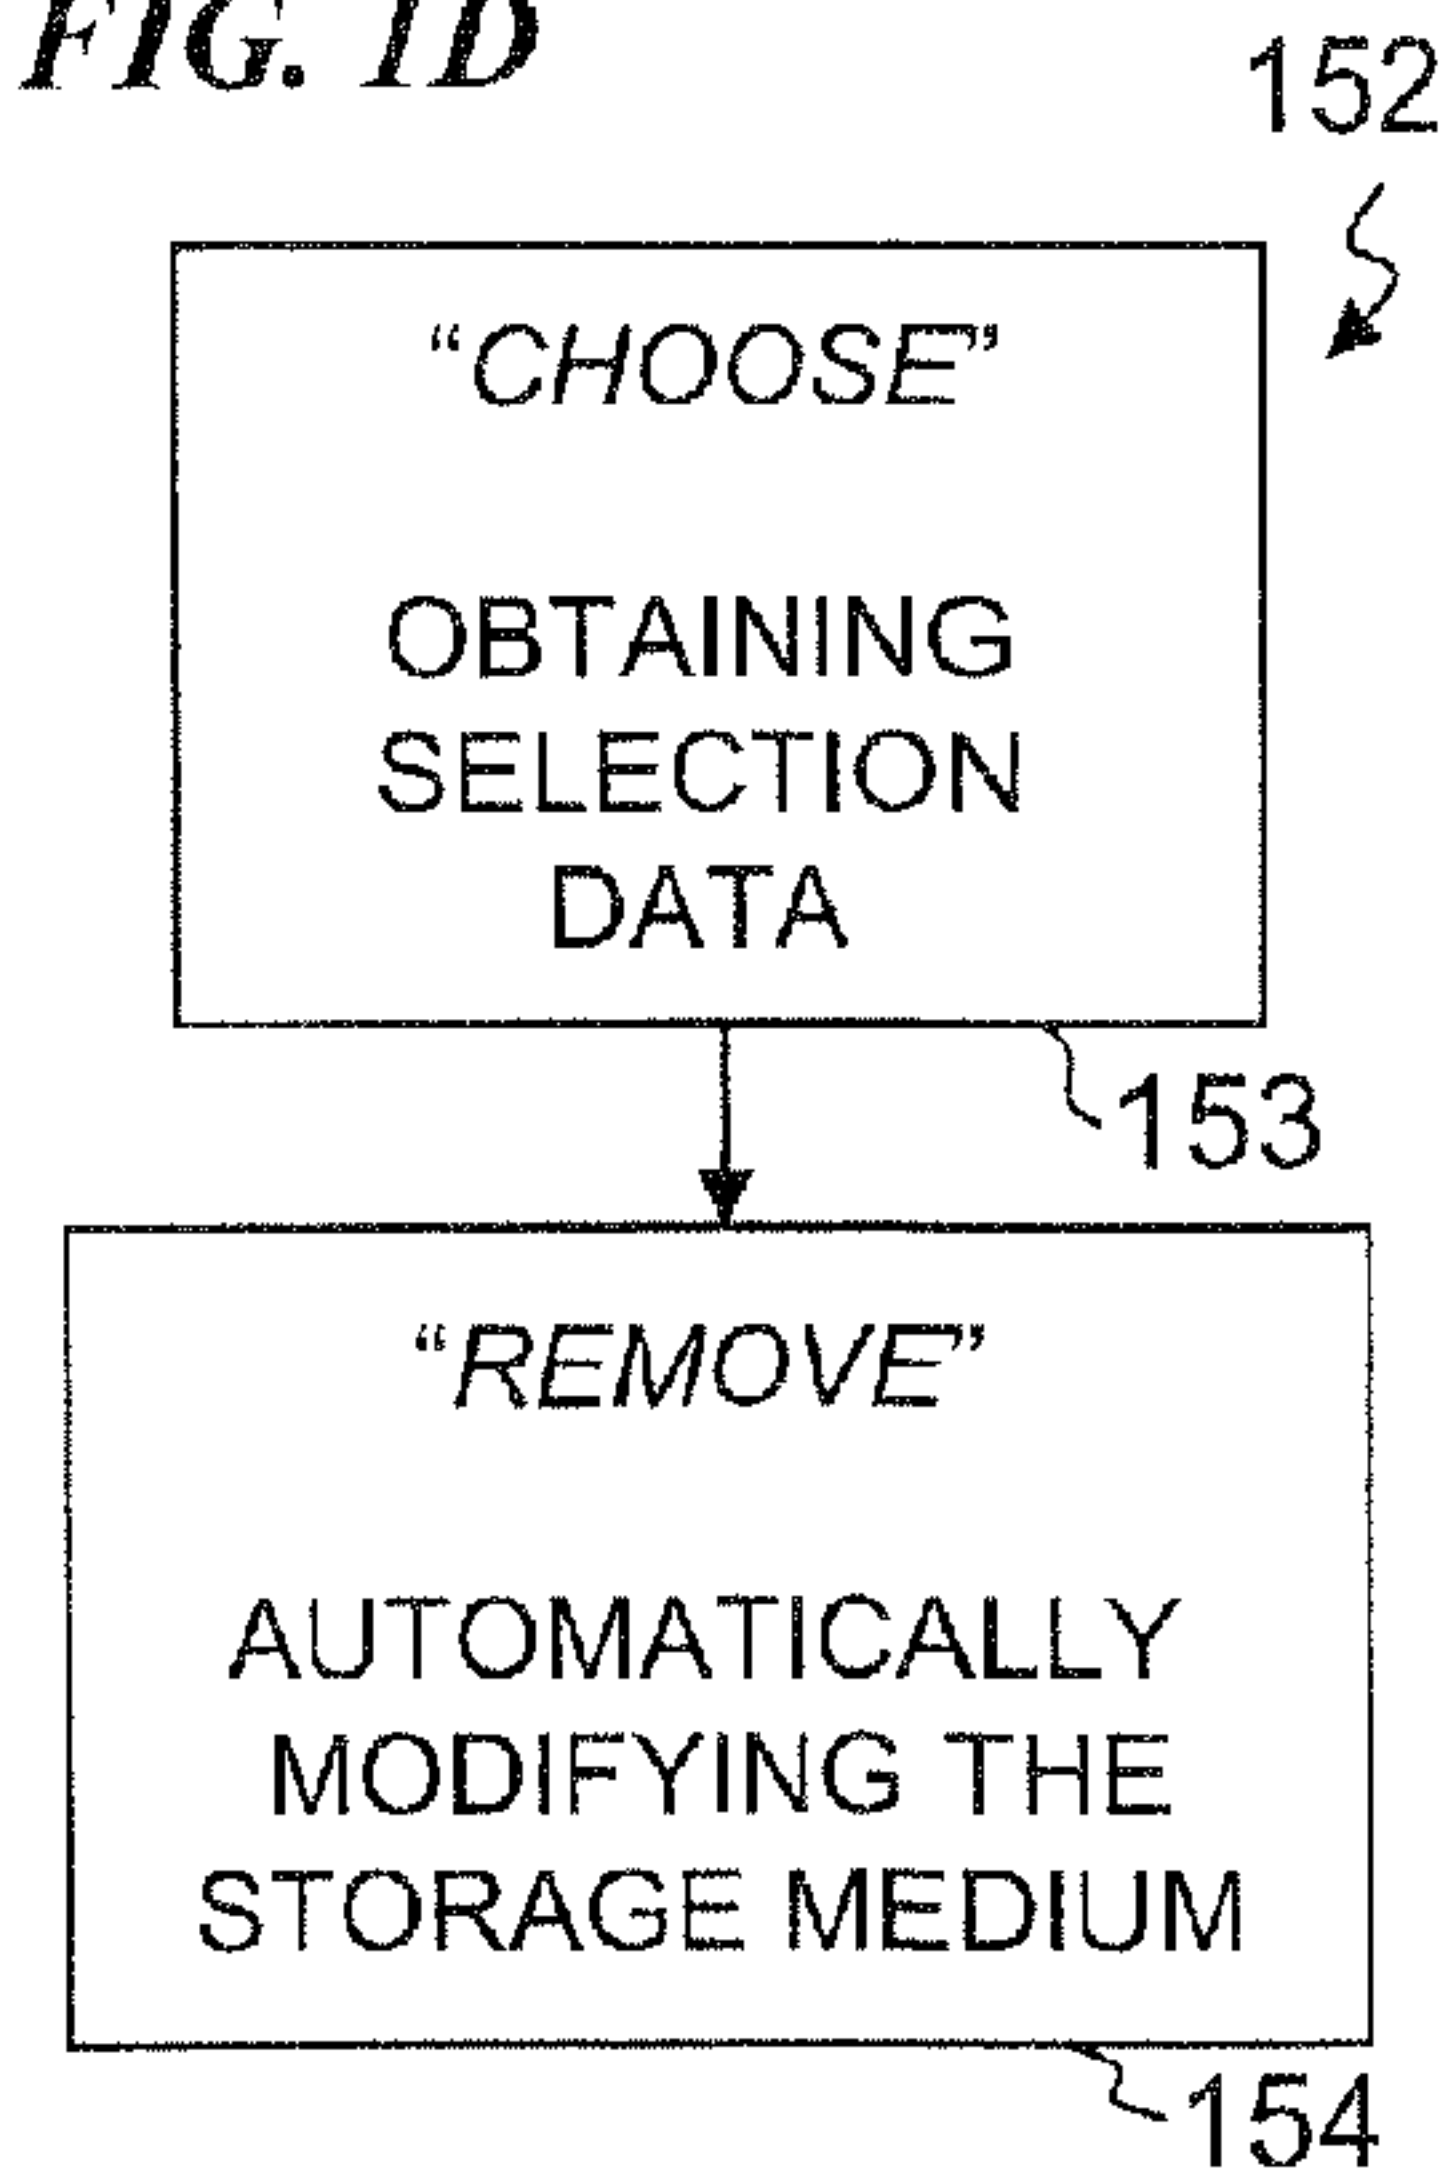 FIG. 1D
152
“CHOOSE”
OBTAINING
SELECTION
DATA
153
“REMOVE”
AUTOMATICALLY
MODIFYING THE
STORAGE MEDIUM
154